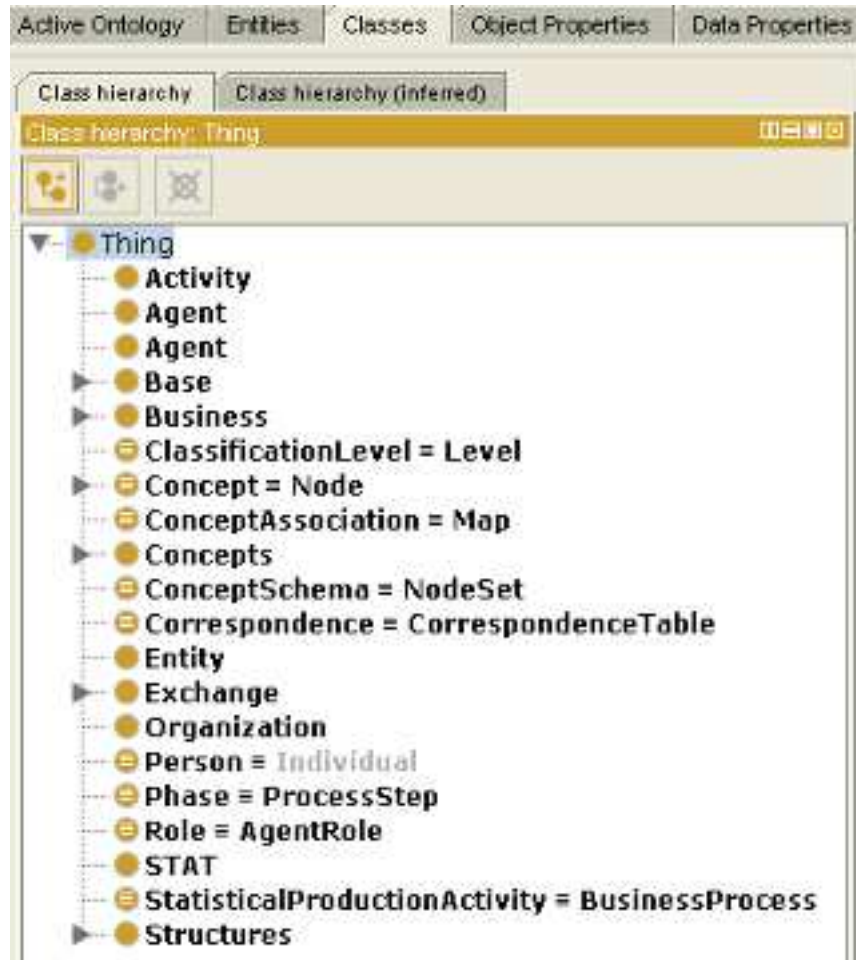 Active Ontology Entities Classes Object Properties Data Properties
Class hierarchy Class hierarchy (inferred)
Class hierarchy: Thing
Thing
Activity
Agent
Agent
Base
Business
ClassificationLevel ≡ Level
Concept ≡ Node
ConceptAssociation ≡ Map
Concepts
ConceptSchema ≡ NodeSet
Correspondence ≡ CorrespondenceTable
Entity
Exchange
Organization
Person ≡ Individual
Phase ≡ ProcessStep
Role ≡ AgentRole
STAT
StatisticalProductionActivity ≡ BusinessProcess
Structures